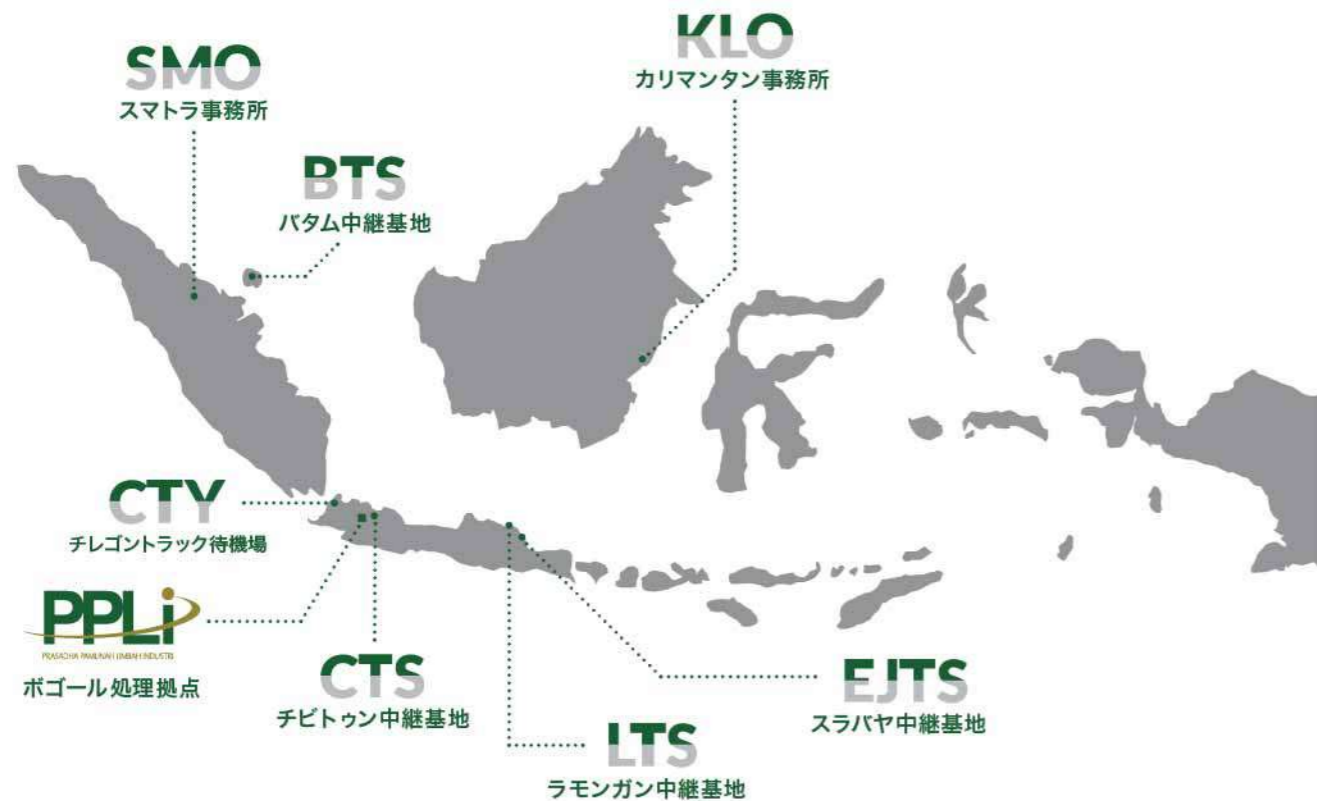 SMO
スマトラ事務所
KLO
カリマンタン事務所
BTS
バタム中継基地
CTY
チレゴントラック待機場
PPLi
PRASADHA PAMUNAH LIMBAH INDUSTRI
ボゴール処理拠点
CTS
チビトゥン中継基地
EJTS
スラバヤ中継基地
LTS
ラモンガン中継基地